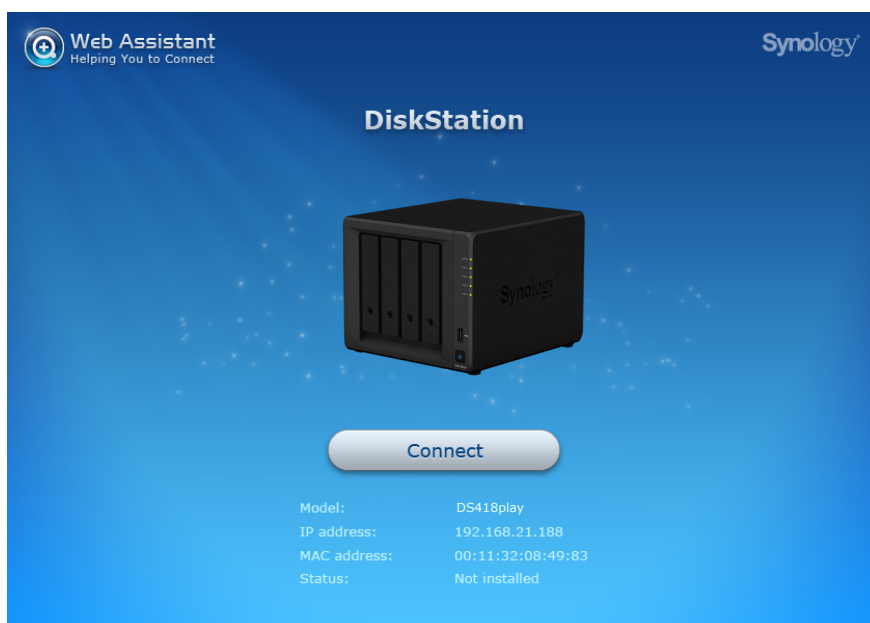 Web Assistant
Helping You to Connect
Synology
DiskStation
Synology
Connect
Model: DS418play
IP address: 192.168.21.188
MAC address: 00:11:32:08:49:83
Status: Not installed